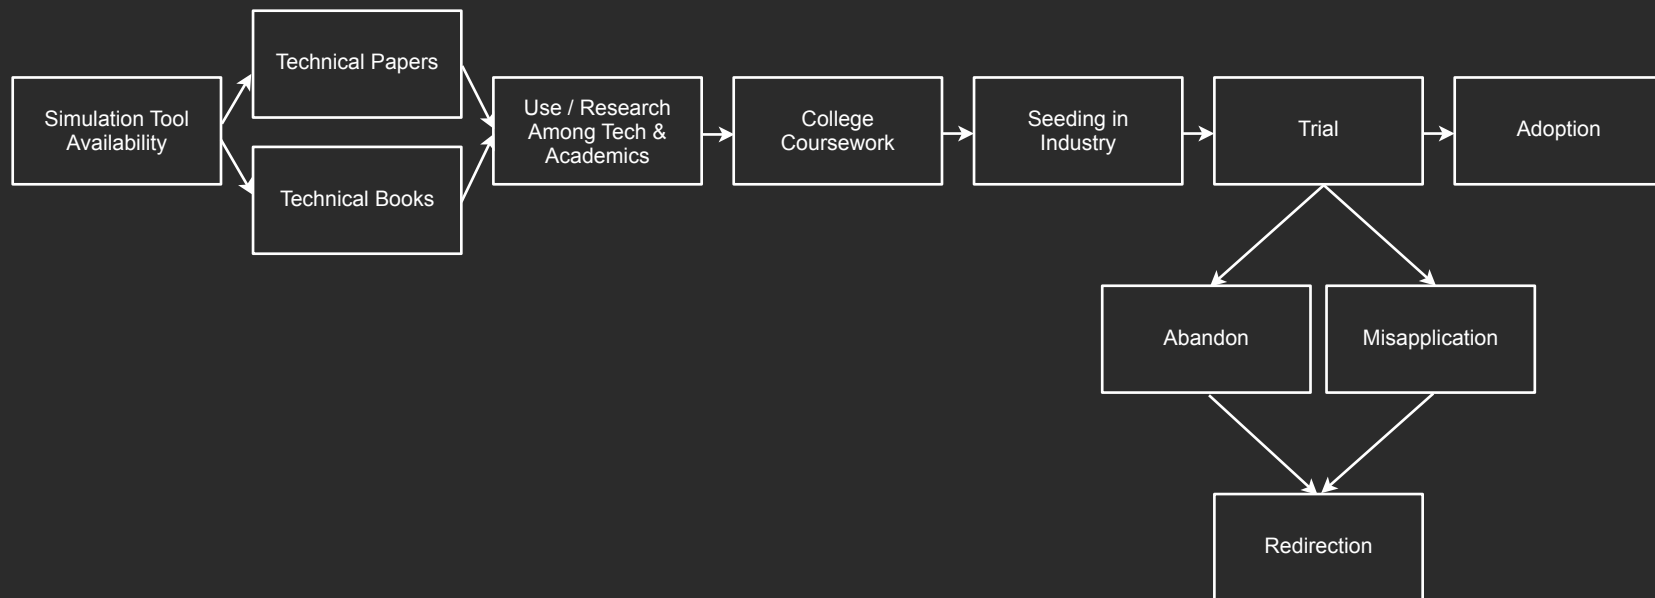 Simulation Tool
Availability
Technical Papers
Technical Books
Use / Research
Among Tech &
Academics
College
Coursework
Seeding in
Industry
Trial
Adoption
Abandon
Misapplication
Redirection